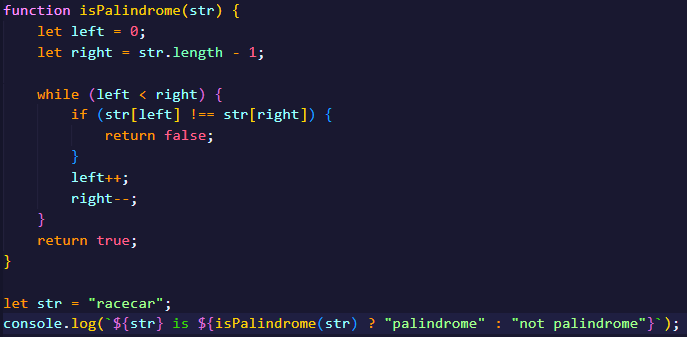 function isPalindrome(str) {
    let left = 0;
    let right = str.length - 1;

    while (left < right) {
        if (str[left] !== str[right]) {
            return false;
        }
        left++;
        right--;
    }
    return true;
}

let str = "racecar";
console.log(`${str} is ${isPalindrome(str) ? "palindrome" : "not palindrome"}`);